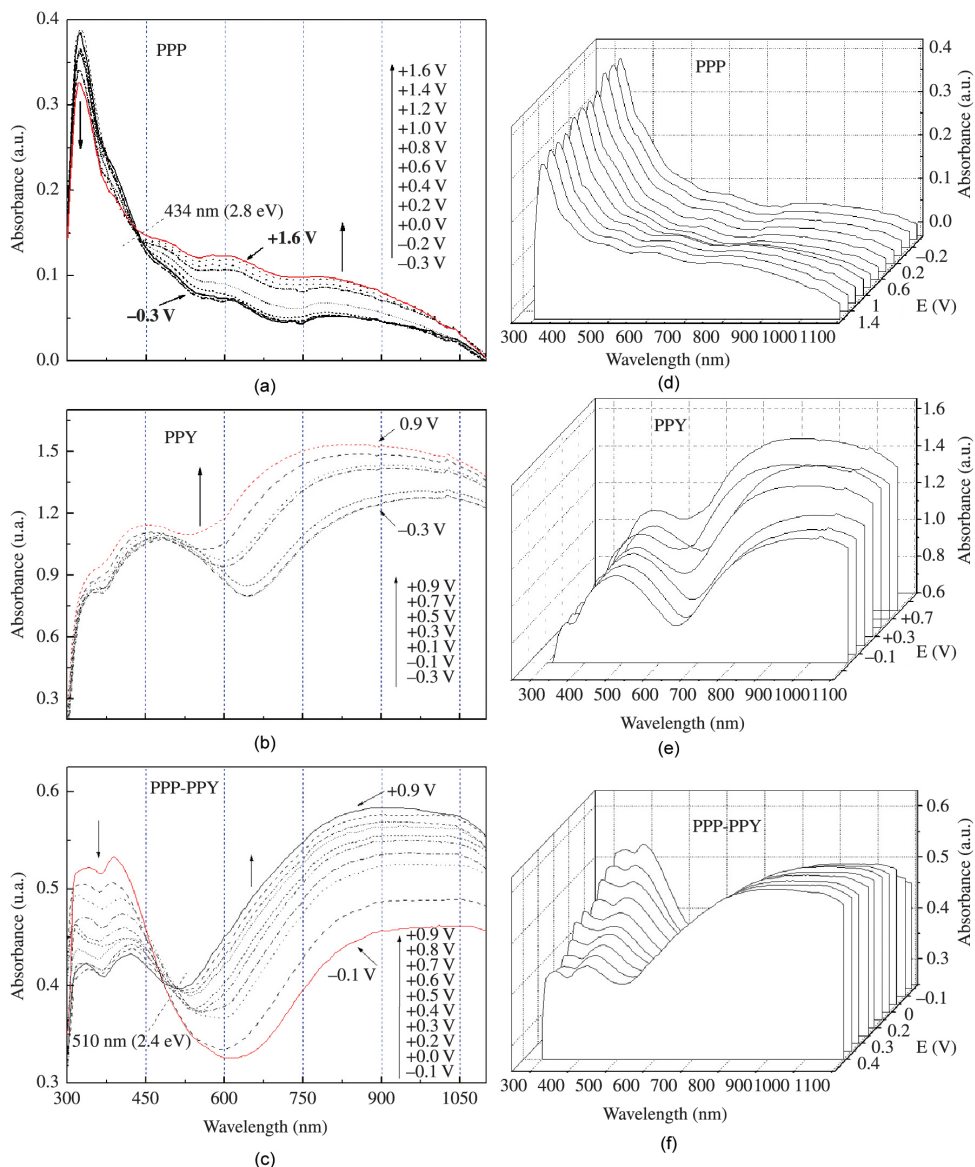 0.4
0.3
0.2
0.1
0.0
Absorbance (a.u.)
PPP
+1.6 V
+1.4 V
+1.2 V
+1.0 V
+0.8 V
+0.6 V
+0.4 V
+0.2 V
+0.0 V
−0.2 V
−0.3 V
434 nm (2.8 eV)
+1.6 V
−0.3 V
(a)
PPP
0.4
0.3
0.2
0.1
0.0
Absorbance (a.u.)
−0.2
0.2
0.6
1
1.4
E (V)
300 400 500 600 700 800 900 1000 1100
Wavelength (nm)
(d)
1.5
1.2
0.9
0.6
0.3
Absorbance (u.a.)
PPY
0.9 V
−0.3 V
+0.9 V
+0.7 V
+0.5 V
+0.3 V
+0.1 V
−0.1 V
−0.3 V
(b)
PPY
1.6
1.4
1.2
1.0
0.8
0.6
Absorbance (a.u.)
+0.7
+0.3
−0.1
E (V)
300 400 500 600 700 800 900 1000 1100
Wavelength (nm)
(e)
0.6
0.5
0.4
0.3
Absorbance (u.a.)
PPP-PPY
+0.9 V
−0.1 V
+0.9 V
+0.8 V
+0.7 V
+0.6 V
+0.5 V
+0.4 V
+0.3 V
+0.2 V
+0.0 V
−0.1 V
510 nm (2.4 eV)
300 450 600 750 900 1050
Wavelength (nm)
(c)
PPP-PPY
0.6
0.5
0.4
0.3
Absorbance (a.u.)
−0.1
0
0.2
0.3
0.4
E (V)
300 400 500 600 700 800 900 1000 1100
Wavelength (nm)
(f)